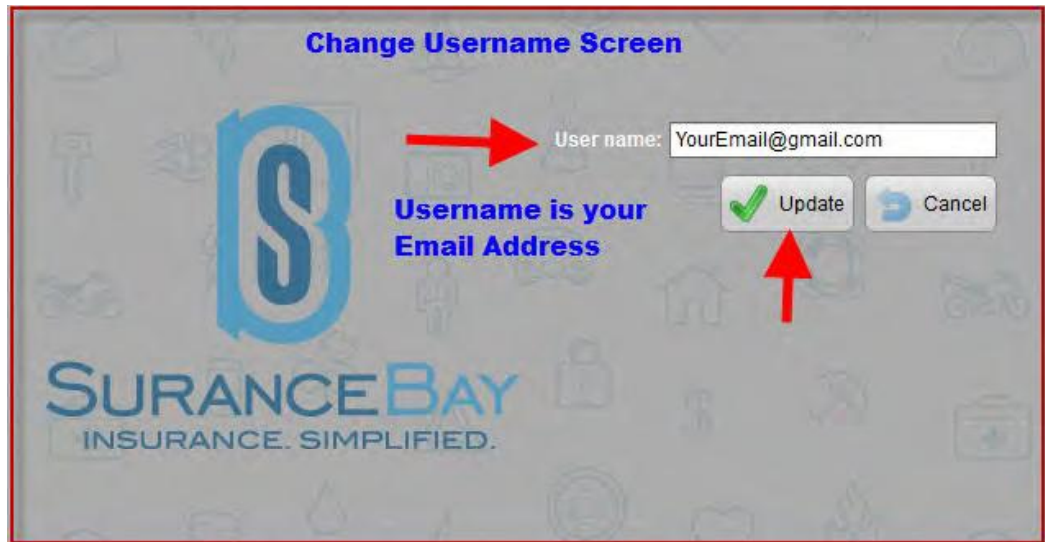 Change Username Screen
User name: YourEmail@gmail.com
Update Cancel
Username is your
Email Address
SURANCEBAY
INSURANCE. SIMPLIFIED.